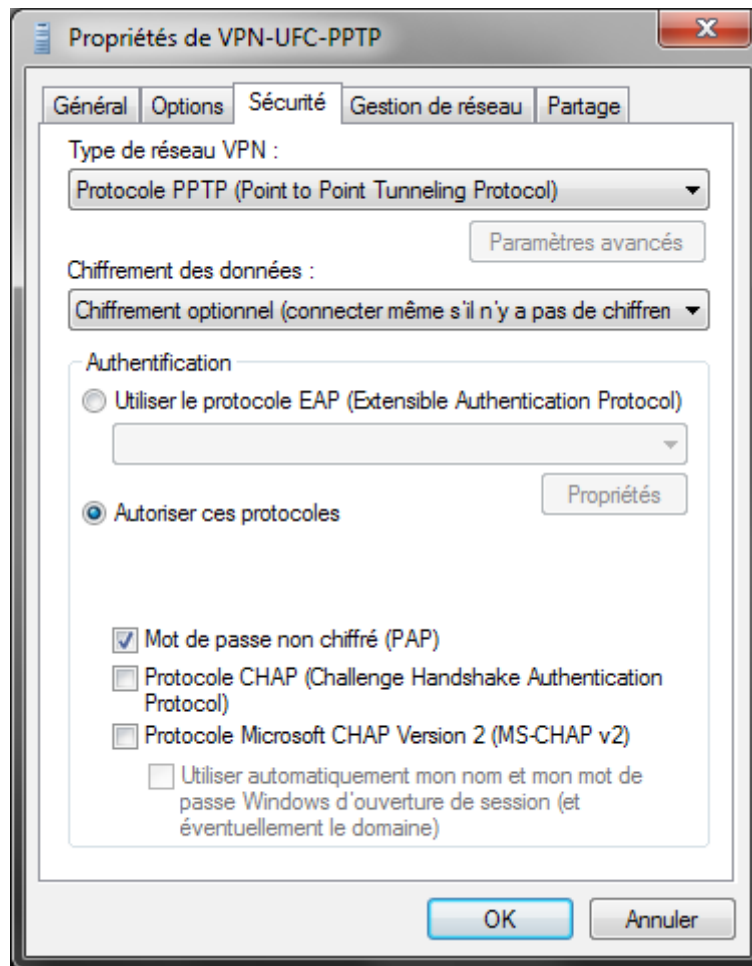 Propriétés de VPN-UFC-PPTP
Général Options Sécurité Gestion de réseau Partage
Type de réseau VPN :
Protocole PPTP (Point to Point Tunneling Protocol)
Paramètres avancés
Chiffrement des données :
Chiffrement optionnel (connecter même s'il n'y a pas de chiffren
Authentification
Utiliser le protocole EAP (Extensible Authentication Protocol)
Propriétés
Autoriser ces protocoles
Mot de passe non chiffré (PAP)
Protocole CHAP (Challenge Handshake Authentication
Protocol)
Protocole Microsoft CHAP Version 2 (MS-CHAP v2)
Utiliser automatiquement mon nom et mon mot de
passe Windows d'ouverture de session (et
éventuellement le domaine)
OK Annuler